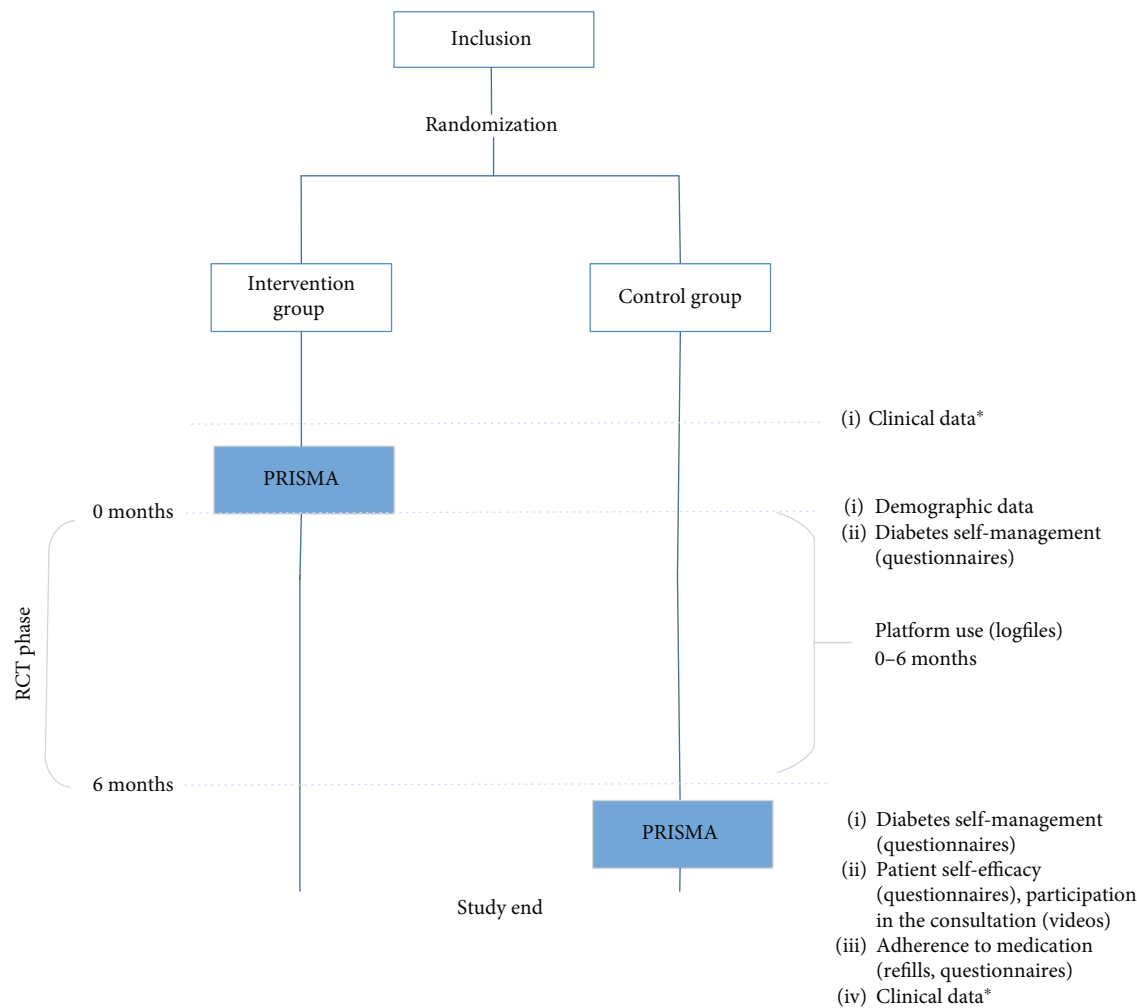 Inclusion
Randomization
Intervention
group
Control group
(i) Clinical data*
PRISMA
0 months
(i) Demographic data
(ii) Diabetes self-management
(questionnaires)
RCT phase
Platform use (logfiles)
0–6 months
6 months
PRISMA
(i) Diabetes self-management
(questionnaires)
(ii) Patient self-efficacy
(questionnaires), participation
in the consultation (videos)
(iii) Adherence to medication
(refills, questionnaires)
(iv) Clinical data*
Study end